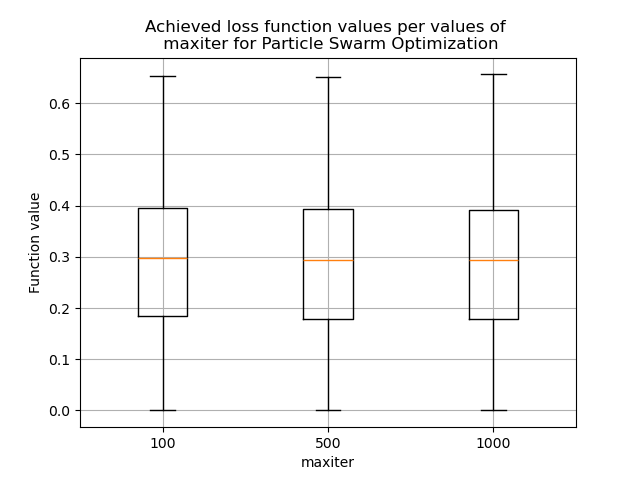 Achieved loss function values per values of
maxiter for Particle Swarm Optimization
Function value
0.6
0.5
0.4
0.3
0.2
0.1
0.0
100
500
1000
maxiter